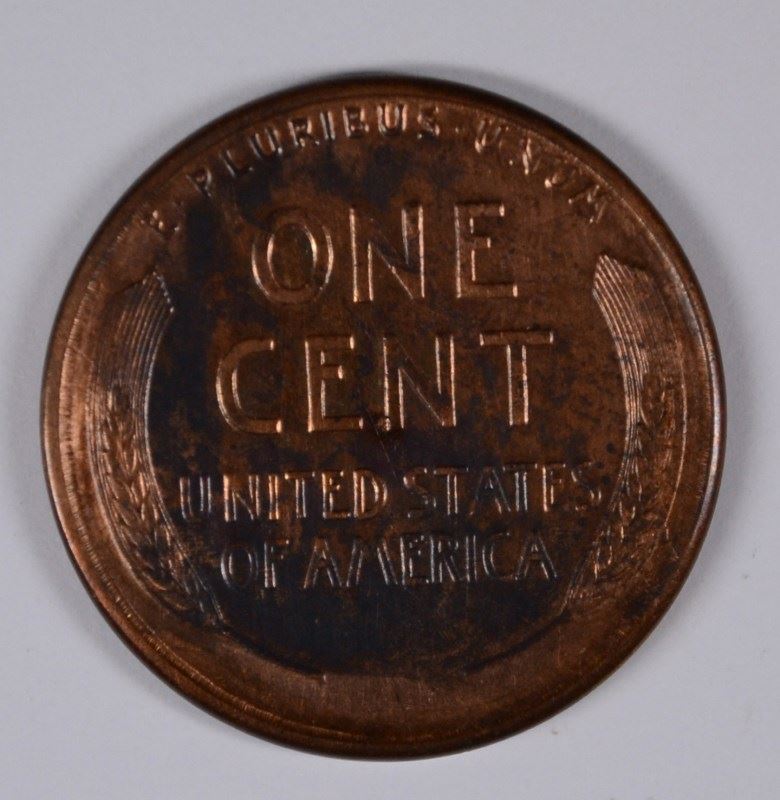 E · PLURIBUS · UNUM
ONE
CENT
UNITED STATES
OF AMERICA